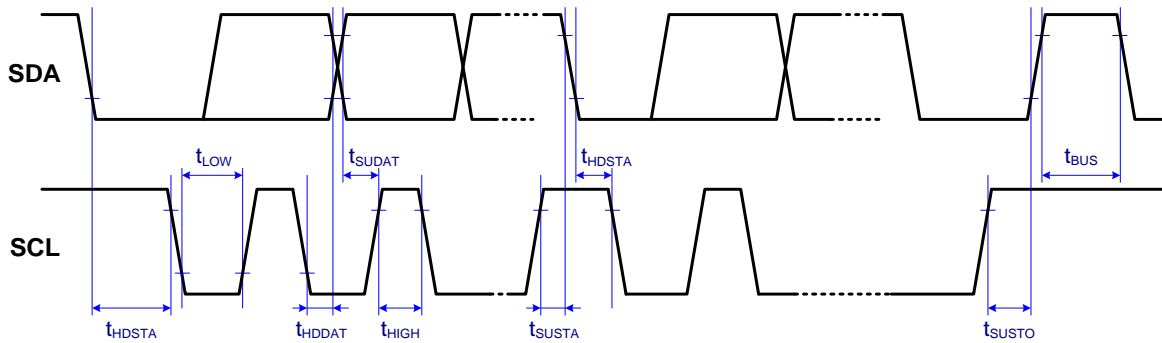 SDA
tLOW
tSUDAT
tHDSTA
tBUS
SCL
tHDSTA
tHDDAT
tHIGH
tSUSTA
tSUSTO